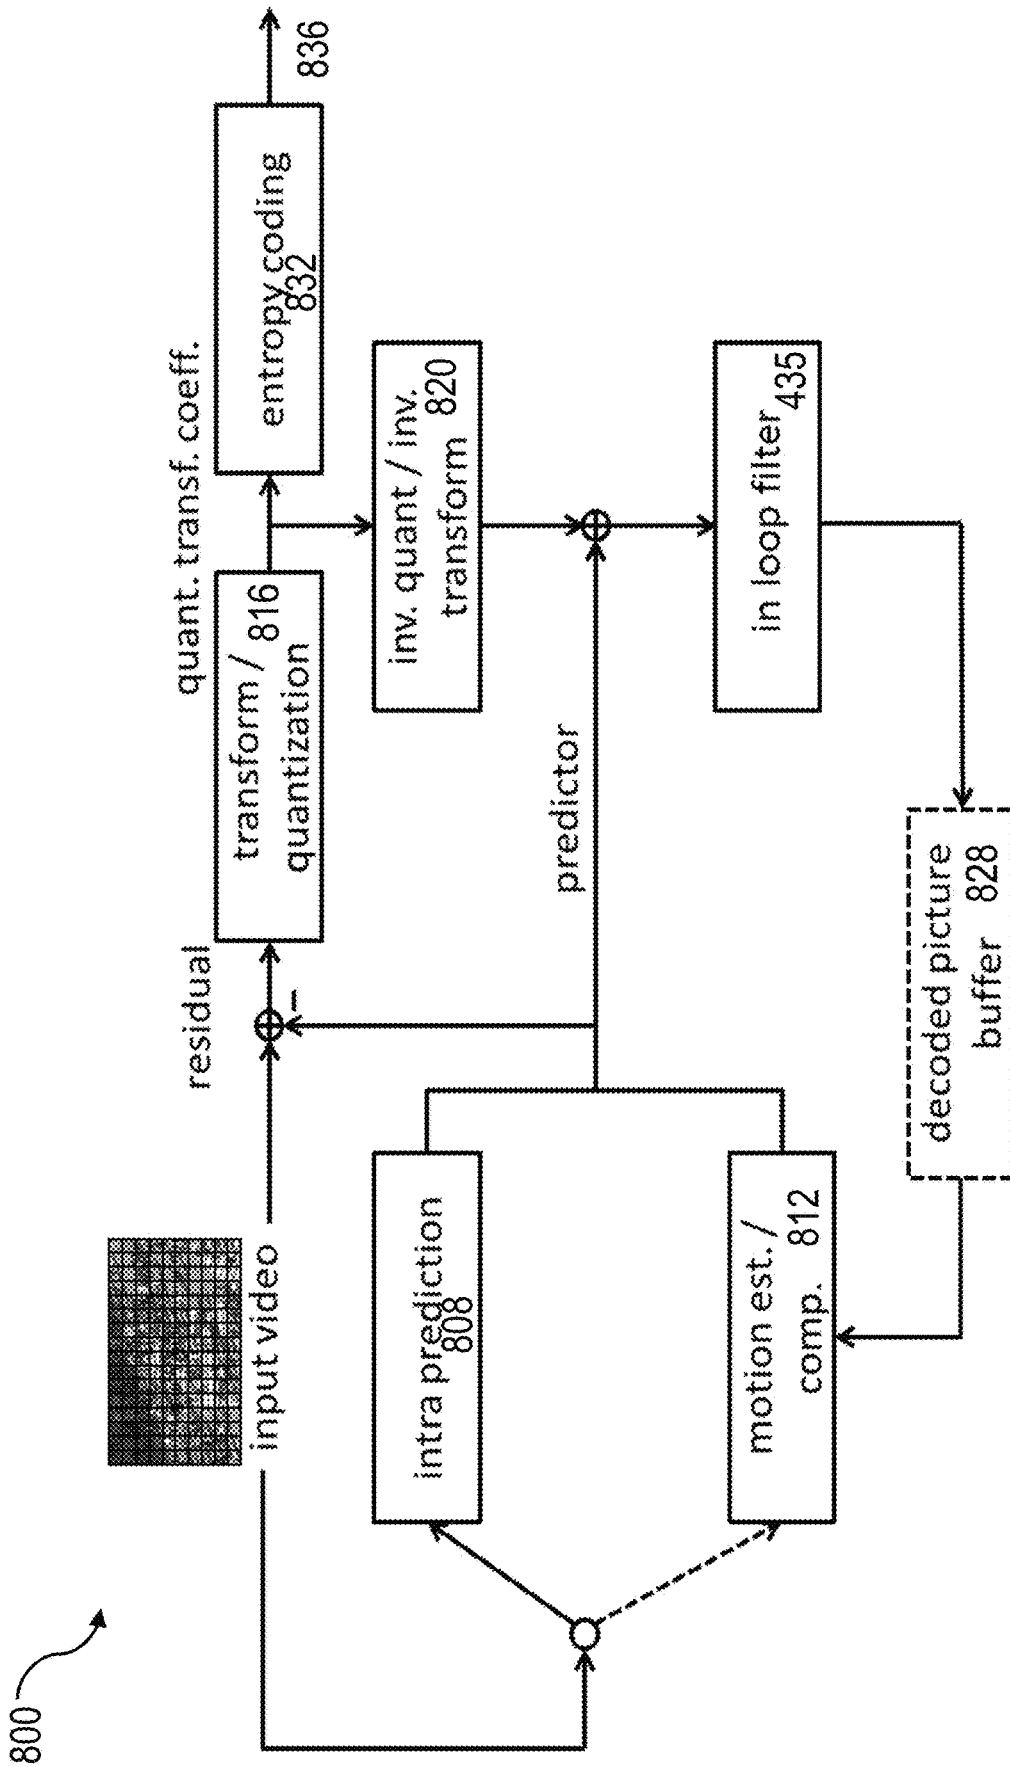 800
input video
residual
transform / 816
quantization
quant. transf. coeff.
entropy coding
832
836
intra prediction
808
inv. quant / inv.
transform 820
predictor
motion est. /
comp. 812
in loop filter
435
decoded picture
buffer 828
–